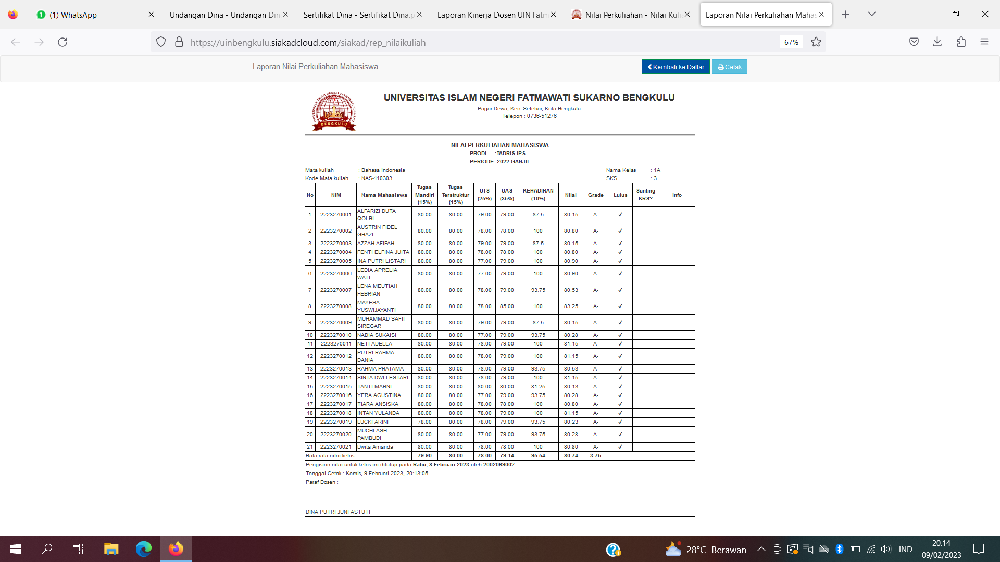 (1) WhatsApp
Undangan Dina - Undangan Din
Sertifikat Dina - Sertifikat Dina.p
Laporan Kinerja Dosen UIN Fatm
Nilai Perkuliahan - Nilai Kuli
Laporan Nilai Perkuliahan Mahas
https://uinbengkulu.siakadcloud.com/siakad/rep_nilaikuliah 67%
Laporan Nilai Perkuliahan Mahasiswa Kembali ke Daftar Cetak
UNIVERSITAS ISLAM NEGERI FATMAWATI SUKARNO
BENGKULU
UNIVERSITAS ISLAM NEGERI FATMAWATI SUKARNO BENGKULU
Pagar Dewa, Kec. Selebar, Kota Bengkulu
Telepon : 0736-51276
NILAI PERKULIAHAN MAHASISWA
PRODI : TADRIS IPS
PERIODE : 2022 GANJIL
Mata kuliah : Bahasa Indonesia Nama Kelas : 1A
Kode Mata kuliah : NAS-110303 SKS : 3
No NIM Nama Mahasiswa Tugas Mandiri (15%) Tugas Terstruktur (15%) UTS (25%) UAS (35%) KEHADIRAN (10%) Nilai Grade Lulus Sunting KRS? Info
1 2223270001 ALFARIZI DUTA QOLBI 80.00 80.00 79.00 79.00 87.5 80.15 A- ✓
2 2223270002 AUSTRIN FIDEL GHAZI 80.00 80.00 78.00 78.00 100 80.80 A- ✓
3 2223270003 AZZAH AFIFAH 80.00 80.00 79.00 79.00 87.5 80.15 A- ✓
4 2223270004 FENTI ELFINA JUITA 80.00 80.00 78.00 78.00 100 80.80 A- ✓
5 2223270005 INA PUTRI LISTARI 80.00 80.00 77.00 79.00 100 80.90 A- ✓
6 2223270006 LEDIA APRELIA WATI 80.00 80.00 77.00 79.00 100 80.90 A- ✓
7 2223270007 LENA MEUTIAH FEBRIAN 80.00 80.00 78.00 79.00 93.75 80.53 A- ✓
8 2223270008 MAYESA YUSWIJAYANTI 80.00 80.00 78.00 85.00 100 83.25 A- ✓
9 2223270009 MUHAMMAD SAFII SIREGAR 80.00 80.00 79.00 79.00 87.5 80.15 A- ✓
10 2223270010 NADIA SUKAISI 80.00 80.00 77.00 79.00 93.75 80.28 A- ✓
11 2223270011 NETI ADELLA 80.00 80.00 78.00 79.00 100 81.15 A- ✓
12 2223270012 PUTRI RAHMA DANIA 80.00 80.00 78.00 79.00 100 81.15 A- ✓
13 2223270013 RAHMA PRATAMA 80.00 80.00 78.00 79.00 93.75 80.53 A- ✓
14 2223270014 SINTA DWI LESTARI 80.00 80.00 78.00 79.00 100 81.15 A- ✓
15 2223270015 TANTI MARNI 80.00 80.00 80.00 80.00 81.25 80.13 A- ✓
16 2223270016 YERA AGUSTINA 80.00 80.00 77.00 79.00 93.75 80.28 A- ✓
17 2223270017 TIARA ANSISKA 80.00 80.00 78.00 78.00 100 80.80 A- ✓
18 2223270018 INTAN YULANDA 80.00 80.00 78.00 79.00 100 81.15 A- ✓
19 2223270019 LUCKI ARINI 78.00 80.00 78.00 79.00 93.75 80.23 A- ✓
20 2223270020 MUCHLASH PAMBUDI 80.00 80.00 77.00 79.00 93.75 80.28 A- ✓
21 2223270021 Dwita Amanda 80.00 80.00 78.00 78.00 100 80.80 A- ✓
Rata-rata nilai kelas 79.90 80.00 78.00 79.14 95.54 80.74 3.75
Pengisian nilai untuk kelas ini ditutup pada Rabu, 8 Februari 2023 oleh 2002069002
Tanggal Cetak : Kamis, 9 Februari 2023, 20:13:05
Paraf Dosen :
DINA PUTRI JUNI ASTUTI
28°C Berawan IND 20.14
09/02/2023